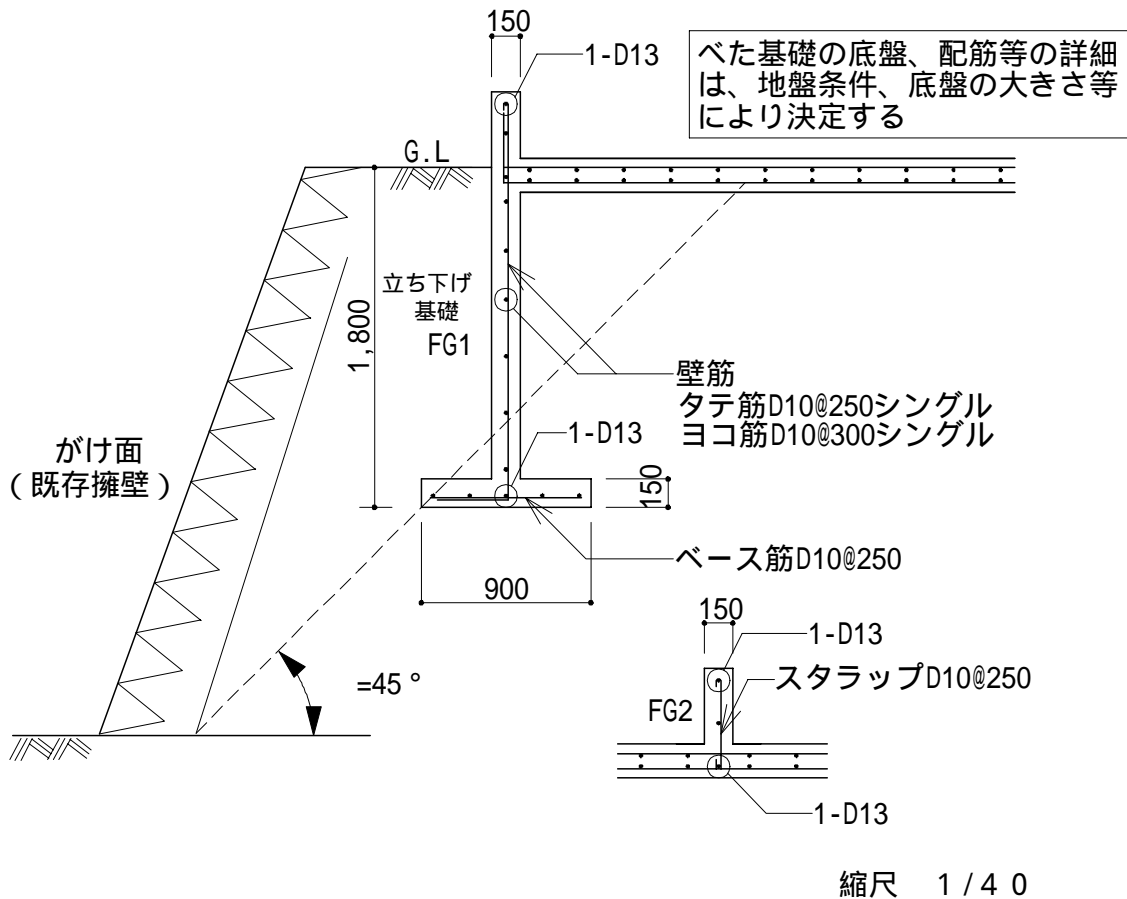 150
1-D13
べた基礎の底盤、配筋等の詳細
は、地盤条件、底盤の大きさ等
により決定する
G.L
立ち下げ
基礎
FG1
1,800
壁筋
タテ筋D10@250シングル
ヨコ筋D10@300シングル
1-D13
がけ面
(既存擁壁)
150
ベース筋D10@250
900
150
1-D13
スタラップD10@250
=45°
FG2
1-D13
縮尺 1/40